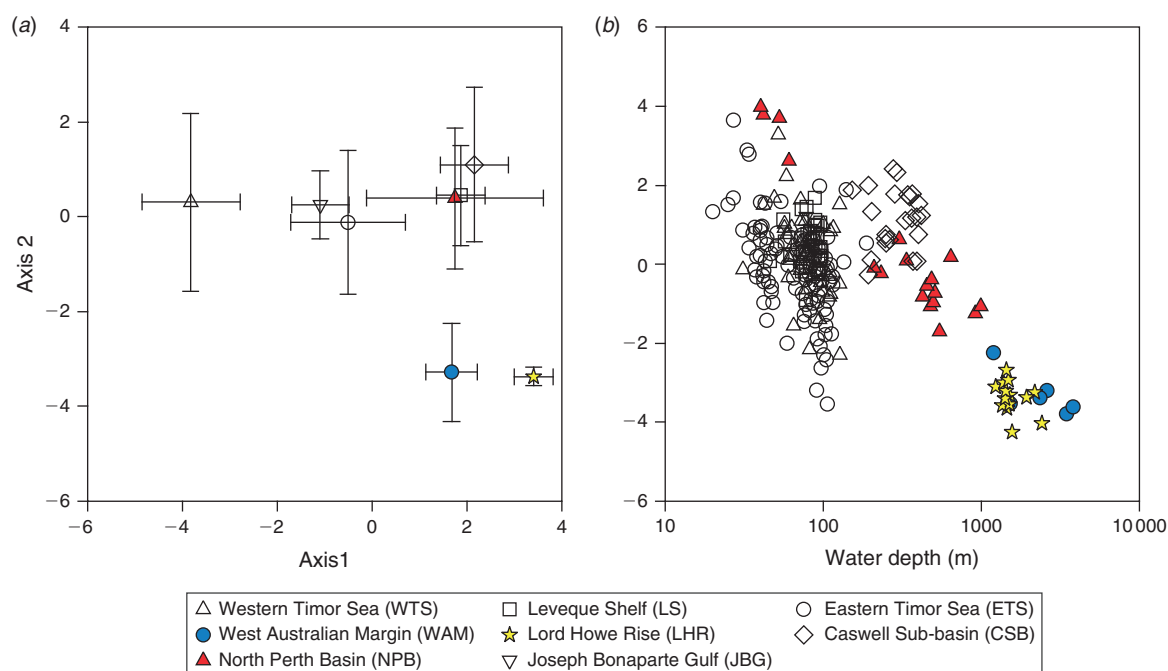 (a)
4
2
0
−2
−4
−6
Axis 2
−6 −4 −2 0 2 4
Axis1
(b)
6
4
2
0
−2
−4
−6
10 100 1000 10 000
Water depth (m)
Western Timor Sea (WTS) Leveque Shelf (LS) Eastern Timor Sea (ETS)
West Australian Margin (WAM) Lord Howe Rise (LHR) Caswell Sub-basin (CSB)
North Perth Basin (NPB) Joseph Bonaparte Gulf (JBG)